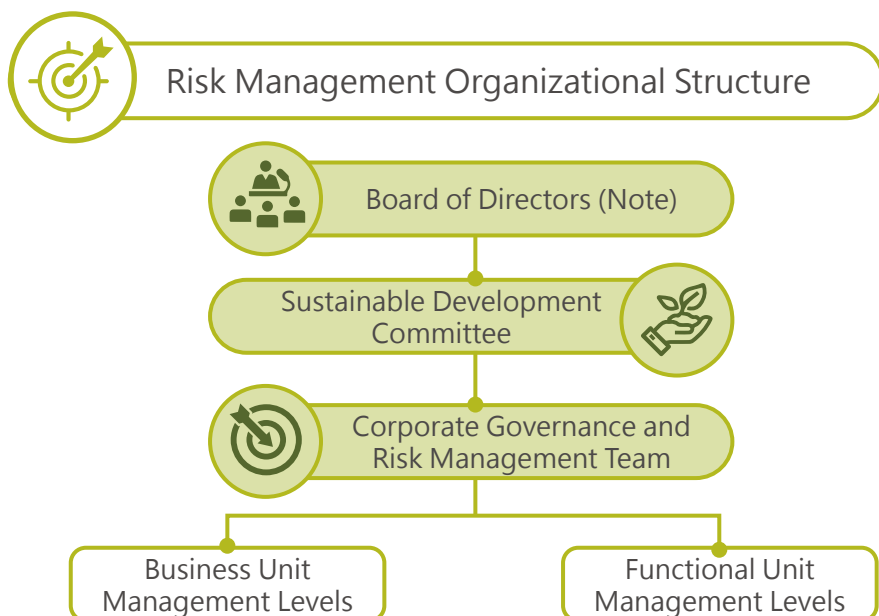 Risk Management Organizational Structure
Board of Directors (Note)
Sustainable Development
Committee
Corporate Governance and
Risk Management Team
Business Unit
Management Levels
Functional Unit
Management Levels